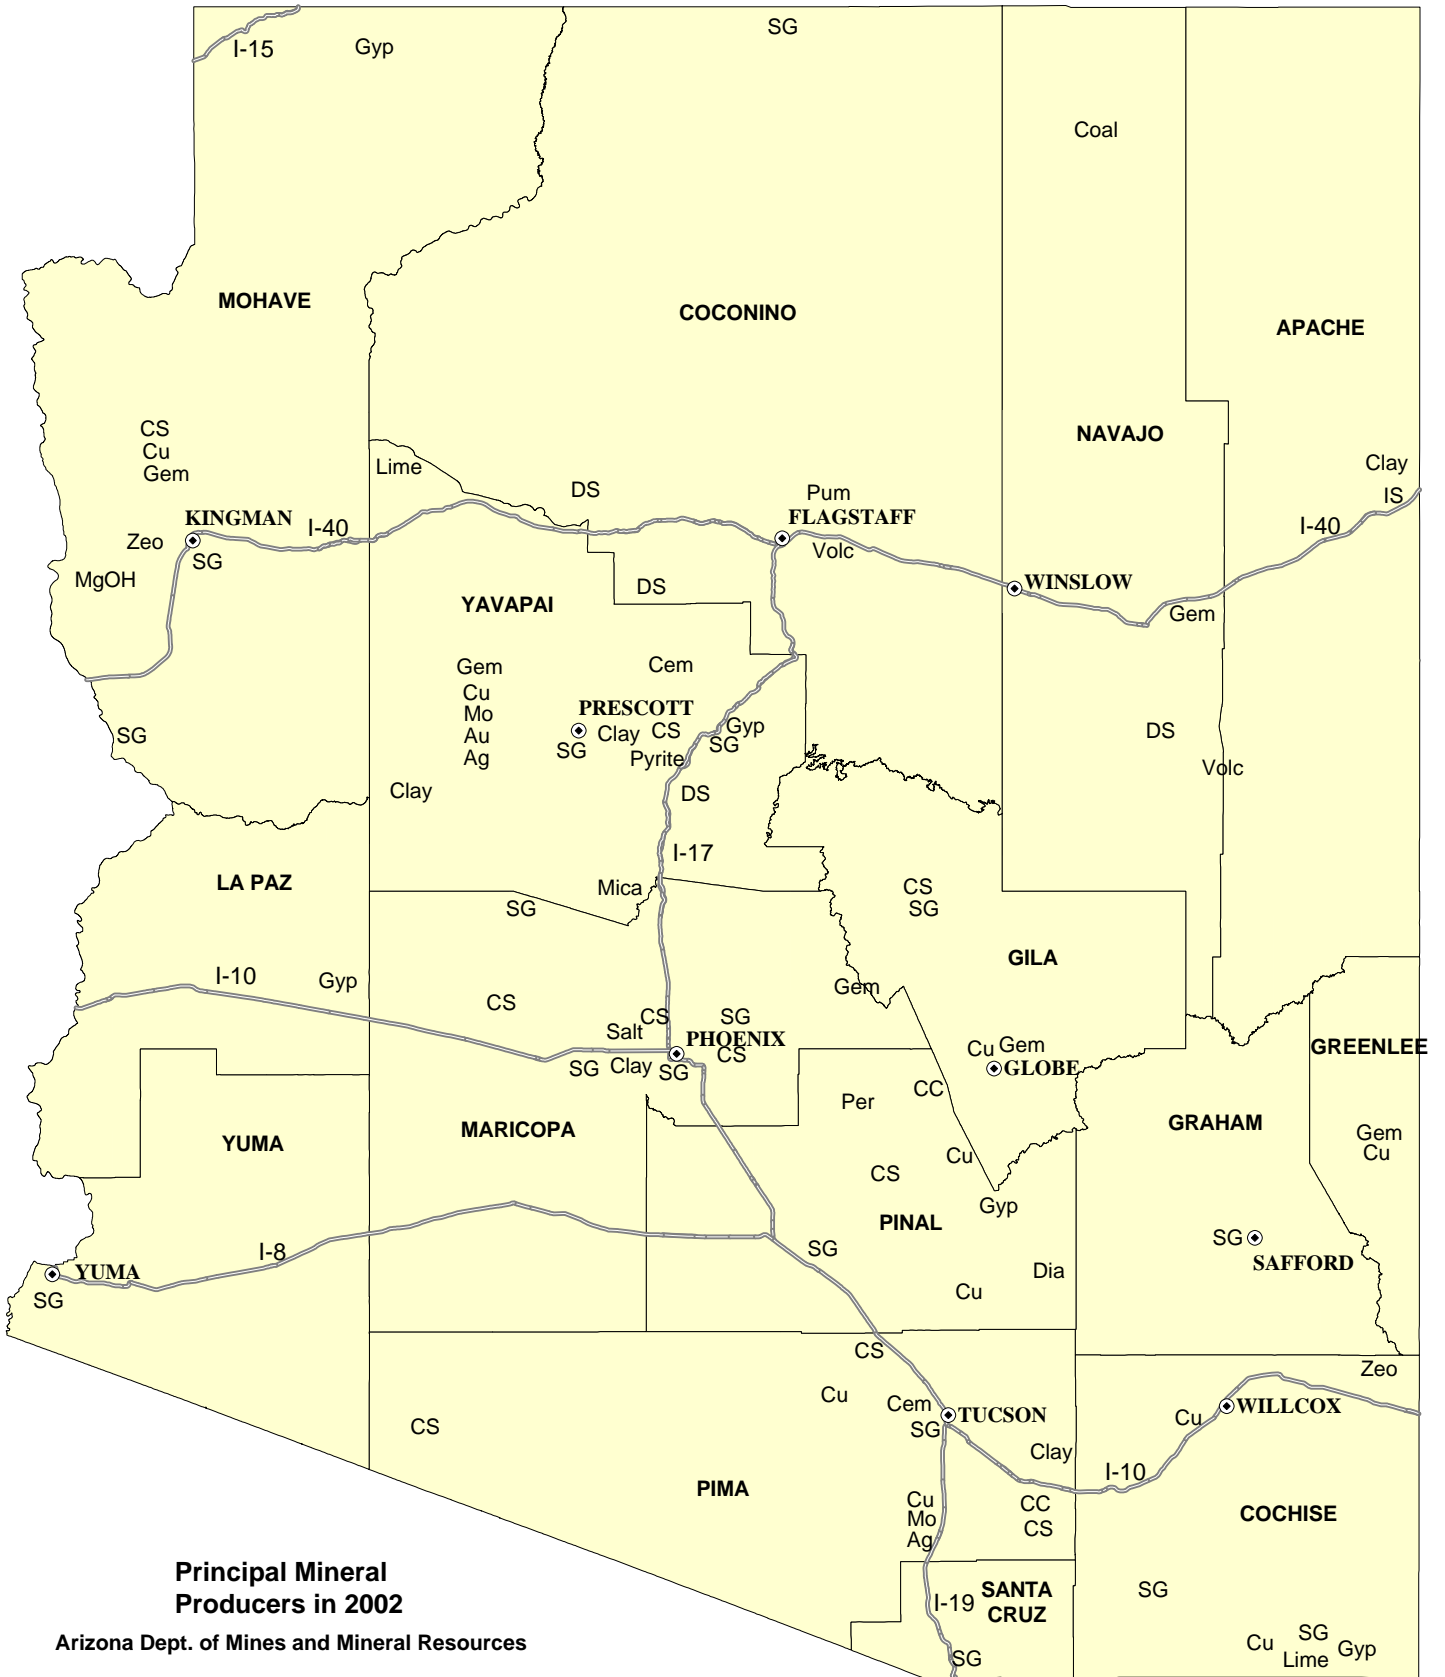 SG
I-15
Gyp
Coal
MOHAVE
COCONINO
APACHE
CS
Cu
Gem
NAVAJO
Lime
Clay
DS
Pum
IS
KINGMAN
I-40
FLAGSTAFF
I-40
Zeo
SG
Volc
MgOH
DS
WINSLOW
YAVAPAI
Gem
Gem
Cem
Cu
Mo
PRESCOTT
Au
Clay
CS
Gyp
SG
SG
SG
DS
Ag
Pyrite
Volc
Clay
DS
I-17
LA PAZ
Mica
CS
SG
SG
GILA
I-10
Gyp
Gem
CS
CS
SG
Salt
PHOENIX
CS
Cu
Gem
GREENLEE
SG
Clay
SG
GLOBE
CC
Per
GRAHAM
YUMA
MARICOPA
Gem
Cu
Cu
CS
Gyp
PINAL
I-8
SG
SG
SAFFORD
YUMA
Dia
SG
Cu
CS
Zeo
Cu
Cem
TUCSON
WILLCOX
CS
SG
Cu
Clay
I-10
PIMA
Cu
Mo
Ag
CC
CS
COCHISE
Principal Mineral
Producers in 2002
SANTA
CRUZ
I-19
SG
Arizona Dept. of Mines and Mineral Resources
SG
Cu
SG
Lime
Gyp